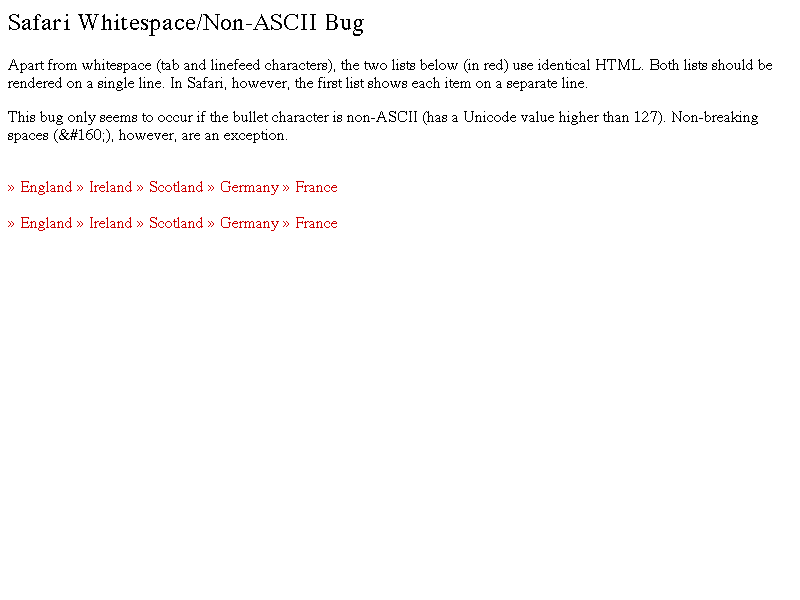 Safari Whitespace/Non-ASCII Bug
Apart from whitespace (tab and linefeed characters), the two lists below (in red) use identical HTML. Both lists should be
rendered on a single line. In Safari, however, the first list shows each item on a separate line.
This bug only seems to occur if the bullet character is non-ASCII (has a Unicode value higher than 127). Non-breaking
spaces (&#160;), however, are an exception.
» England » Ireland » Scotland » Germany » France
» England » Ireland » Scotland » Germany » France